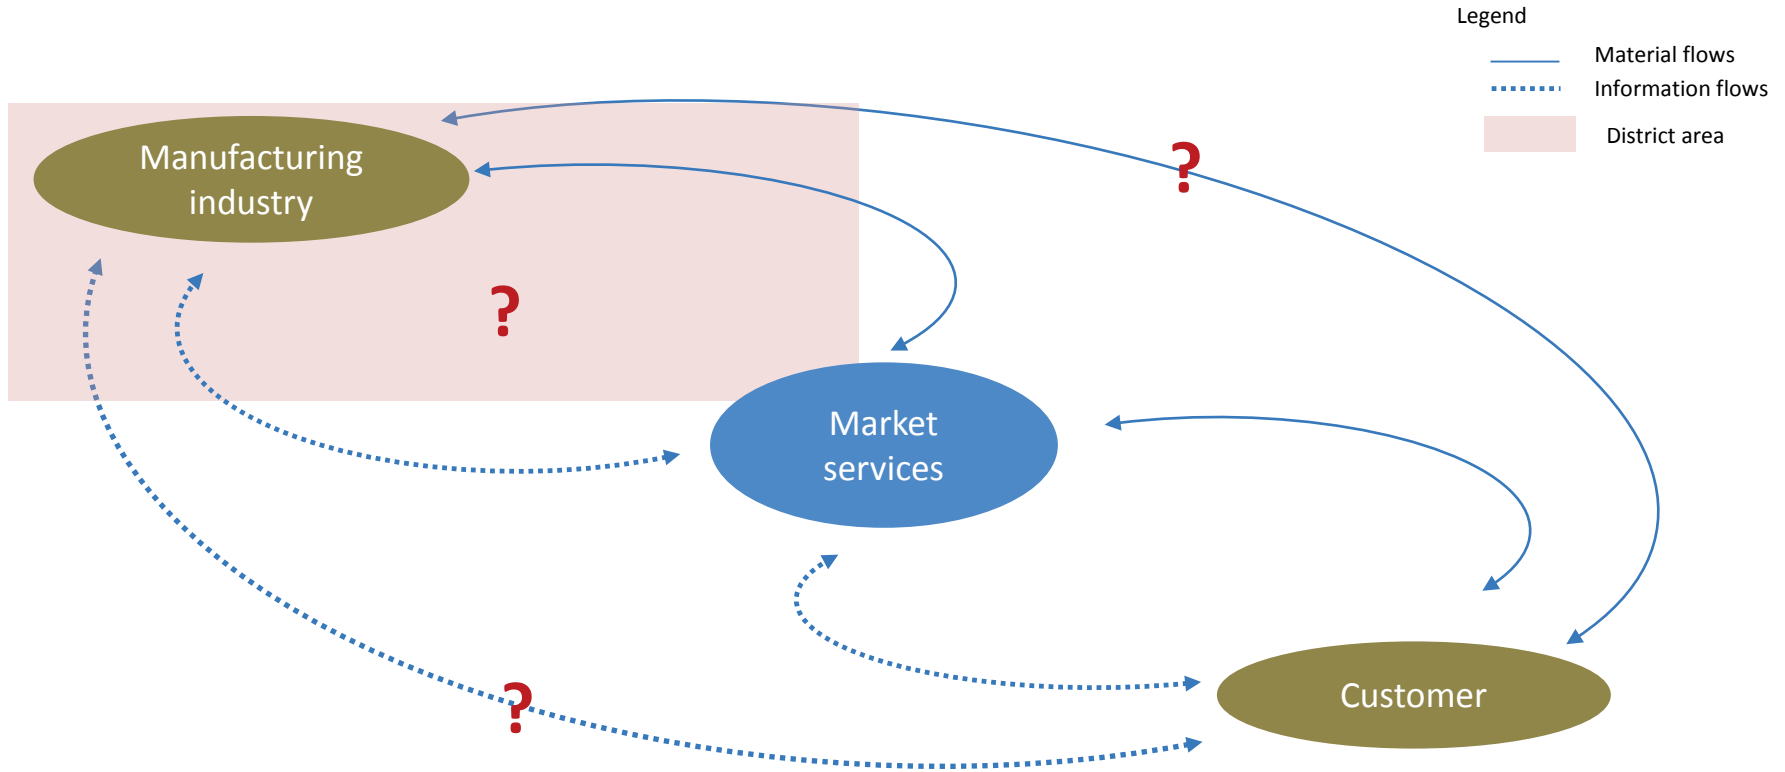 Legend
Material flows
Information flows
District area
Manufacturing
industry
?
?
Market
services
?
Customer